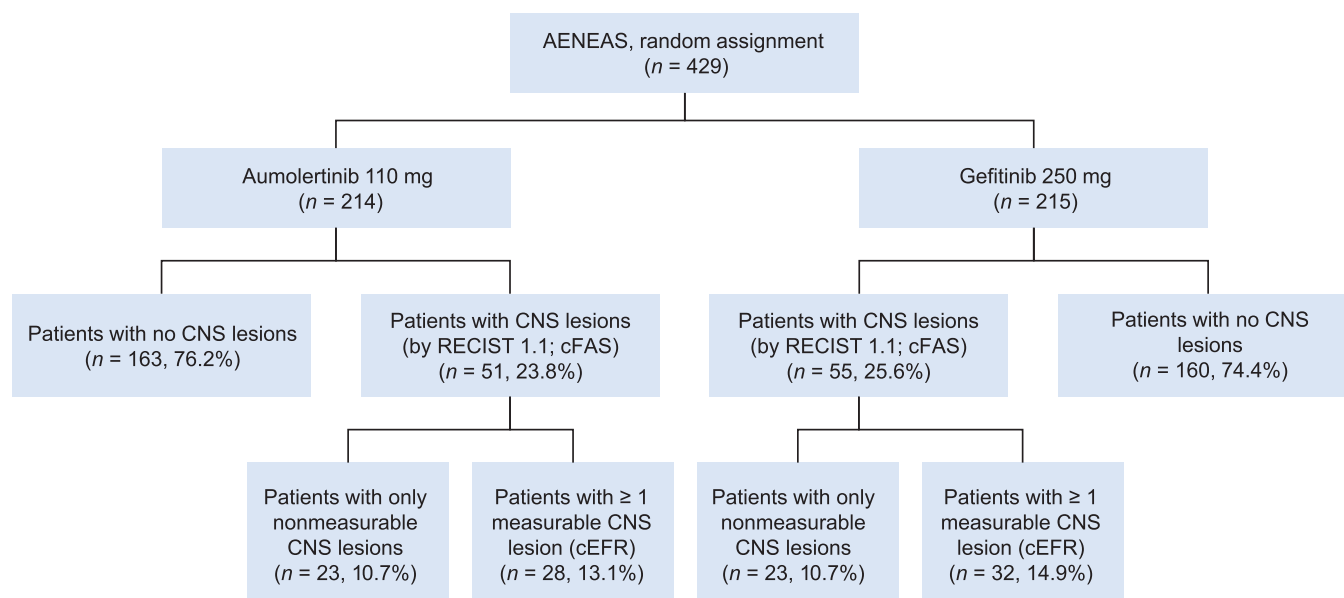 AENEAS, random assignment
(n = 429)
Aumolertinib 110 mg
(n = 214)
Gefitinib 250 mg
(n = 215)
Patients with no CNS lesions
(n = 163, 76.2%)
Patients with CNS lesions
(by RECIST 1.1; cFAS)
(n = 51, 23.8%)
Patients with CNS lesions
(by RECIST 1.1; cFAS)
(n = 55, 25.6%)
Patients with no CNS
lesions
(n = 160, 74.4%)
Patients with only
nonmeasurable
CNS lesions
(n = 23, 10.7%)
Patients with ≥ 1
measurable CNS
lesion (cEFR)
(n = 28, 13.1%)
Patients with only
nonmeasurable
CNS lesions
(n = 23, 10.7%)
Patients with ≥ 1
measurable CNS
lesion (cEFR)
(n = 32, 14.9%)